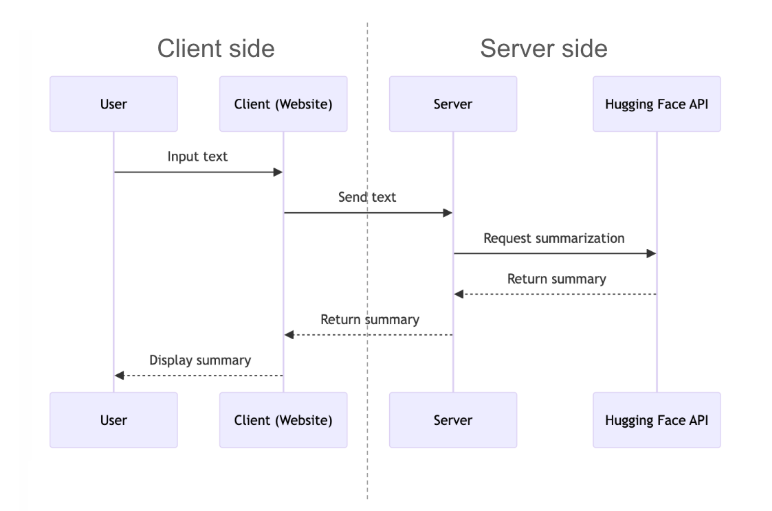 Client side
Server side
User
Client (Website)
Server
Hugging Face API
Input text
Send text
Request summarization
Return summary
Return summary
Display summary
User
Client (Website)
Server
Hugging Face API